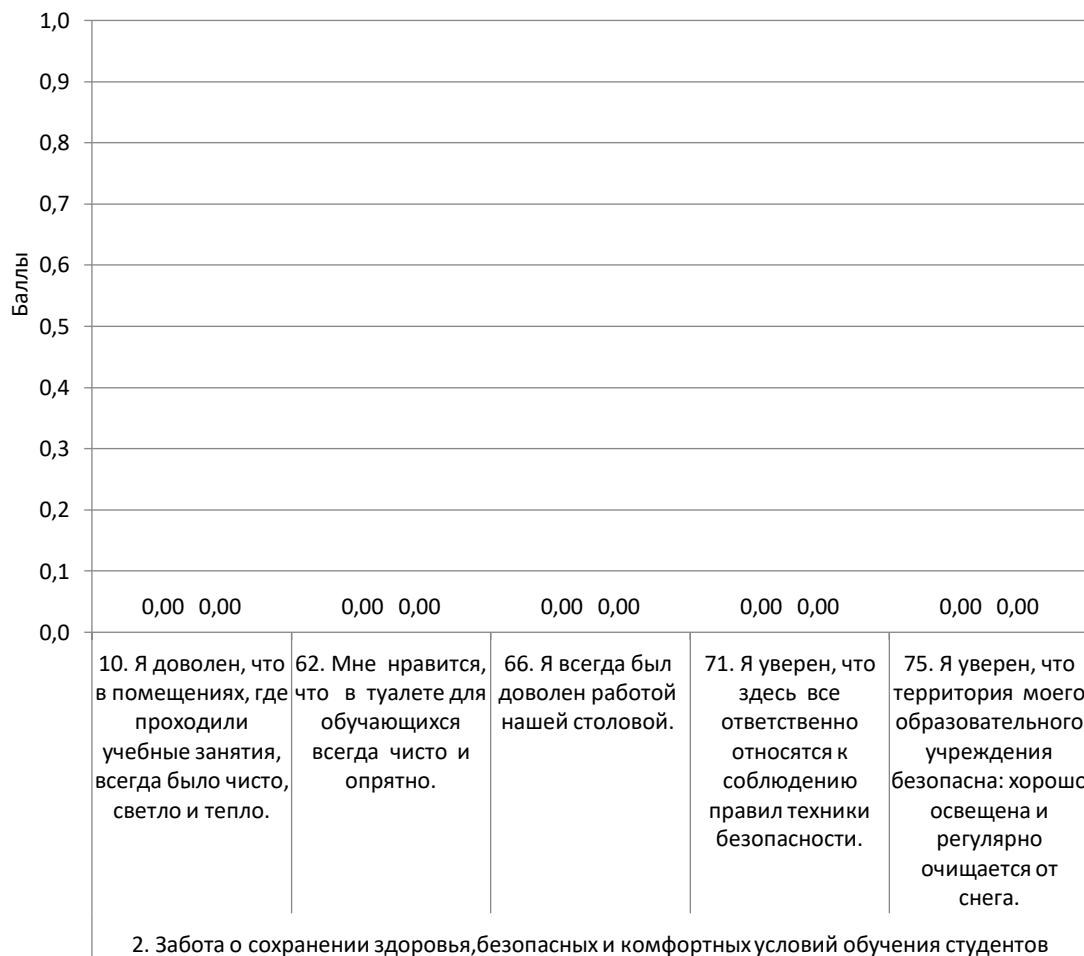 1,0
0,9
0,8
0,7
0,6
0,5
0,4
0,3
0,2
0,1
0,0
Баллы
0,00 0,00
0,00 0,00
0,00 0,00
0,00 0,00
0,00 0,00
10. Я доволен, что
в помещениях, где
проходили
учебные занятия,
всегда было чисто,
светло и тепло.
62. Мне нравится,
что в туалете для
обучающихся
всегда чисто и
опрятно.
66. Я всегда был
доволен работой
нашей столовой.
71. Я уверен, что
здесь все
ответственно
относятся к
соблюдению
правил техники
безопасности.
75. Я уверен, что
территория моего
образовательного
учреждения
безопасна: хорошо
освещена и
регулярно
очищается от
снега.
2. Забота о сохранении здоровья,безопасных и комфортных условий обучения студентов